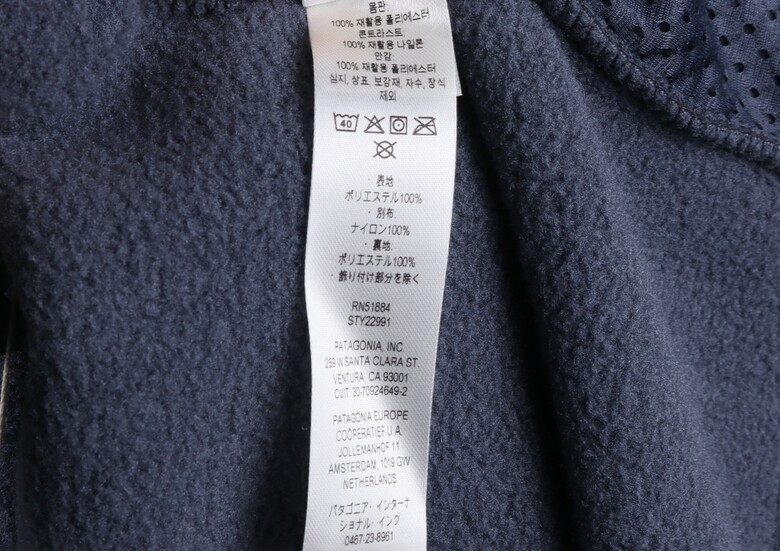 몸판:
100% 재활용 폴리에스터
콘트라스트:
100% 재활용 나일론
안감:
100% 재활용 폴리에스터
심지, 상표, 보강재, 자수, 장식
제외
40
· 表地:
ポリエステル100%
· 別布:
ナイロン100%
· 裏地:
ポリエステル100%
· 飾り付け部分を除く
RN51884
STY22991
PATAGONIA, INC.
259 W SANTA CLARA ST.
VENTURA, CA 93001
CUIT: 30-70924649-2
PATAGONIA EUROPE
COÖPERATIEF U.A.
JOLLEMANHOF 11
AMSTERDAM, 1019 GW
NETHERLANDS
パタゴニア・インターナ
ショナル・インク
0467-23-8961